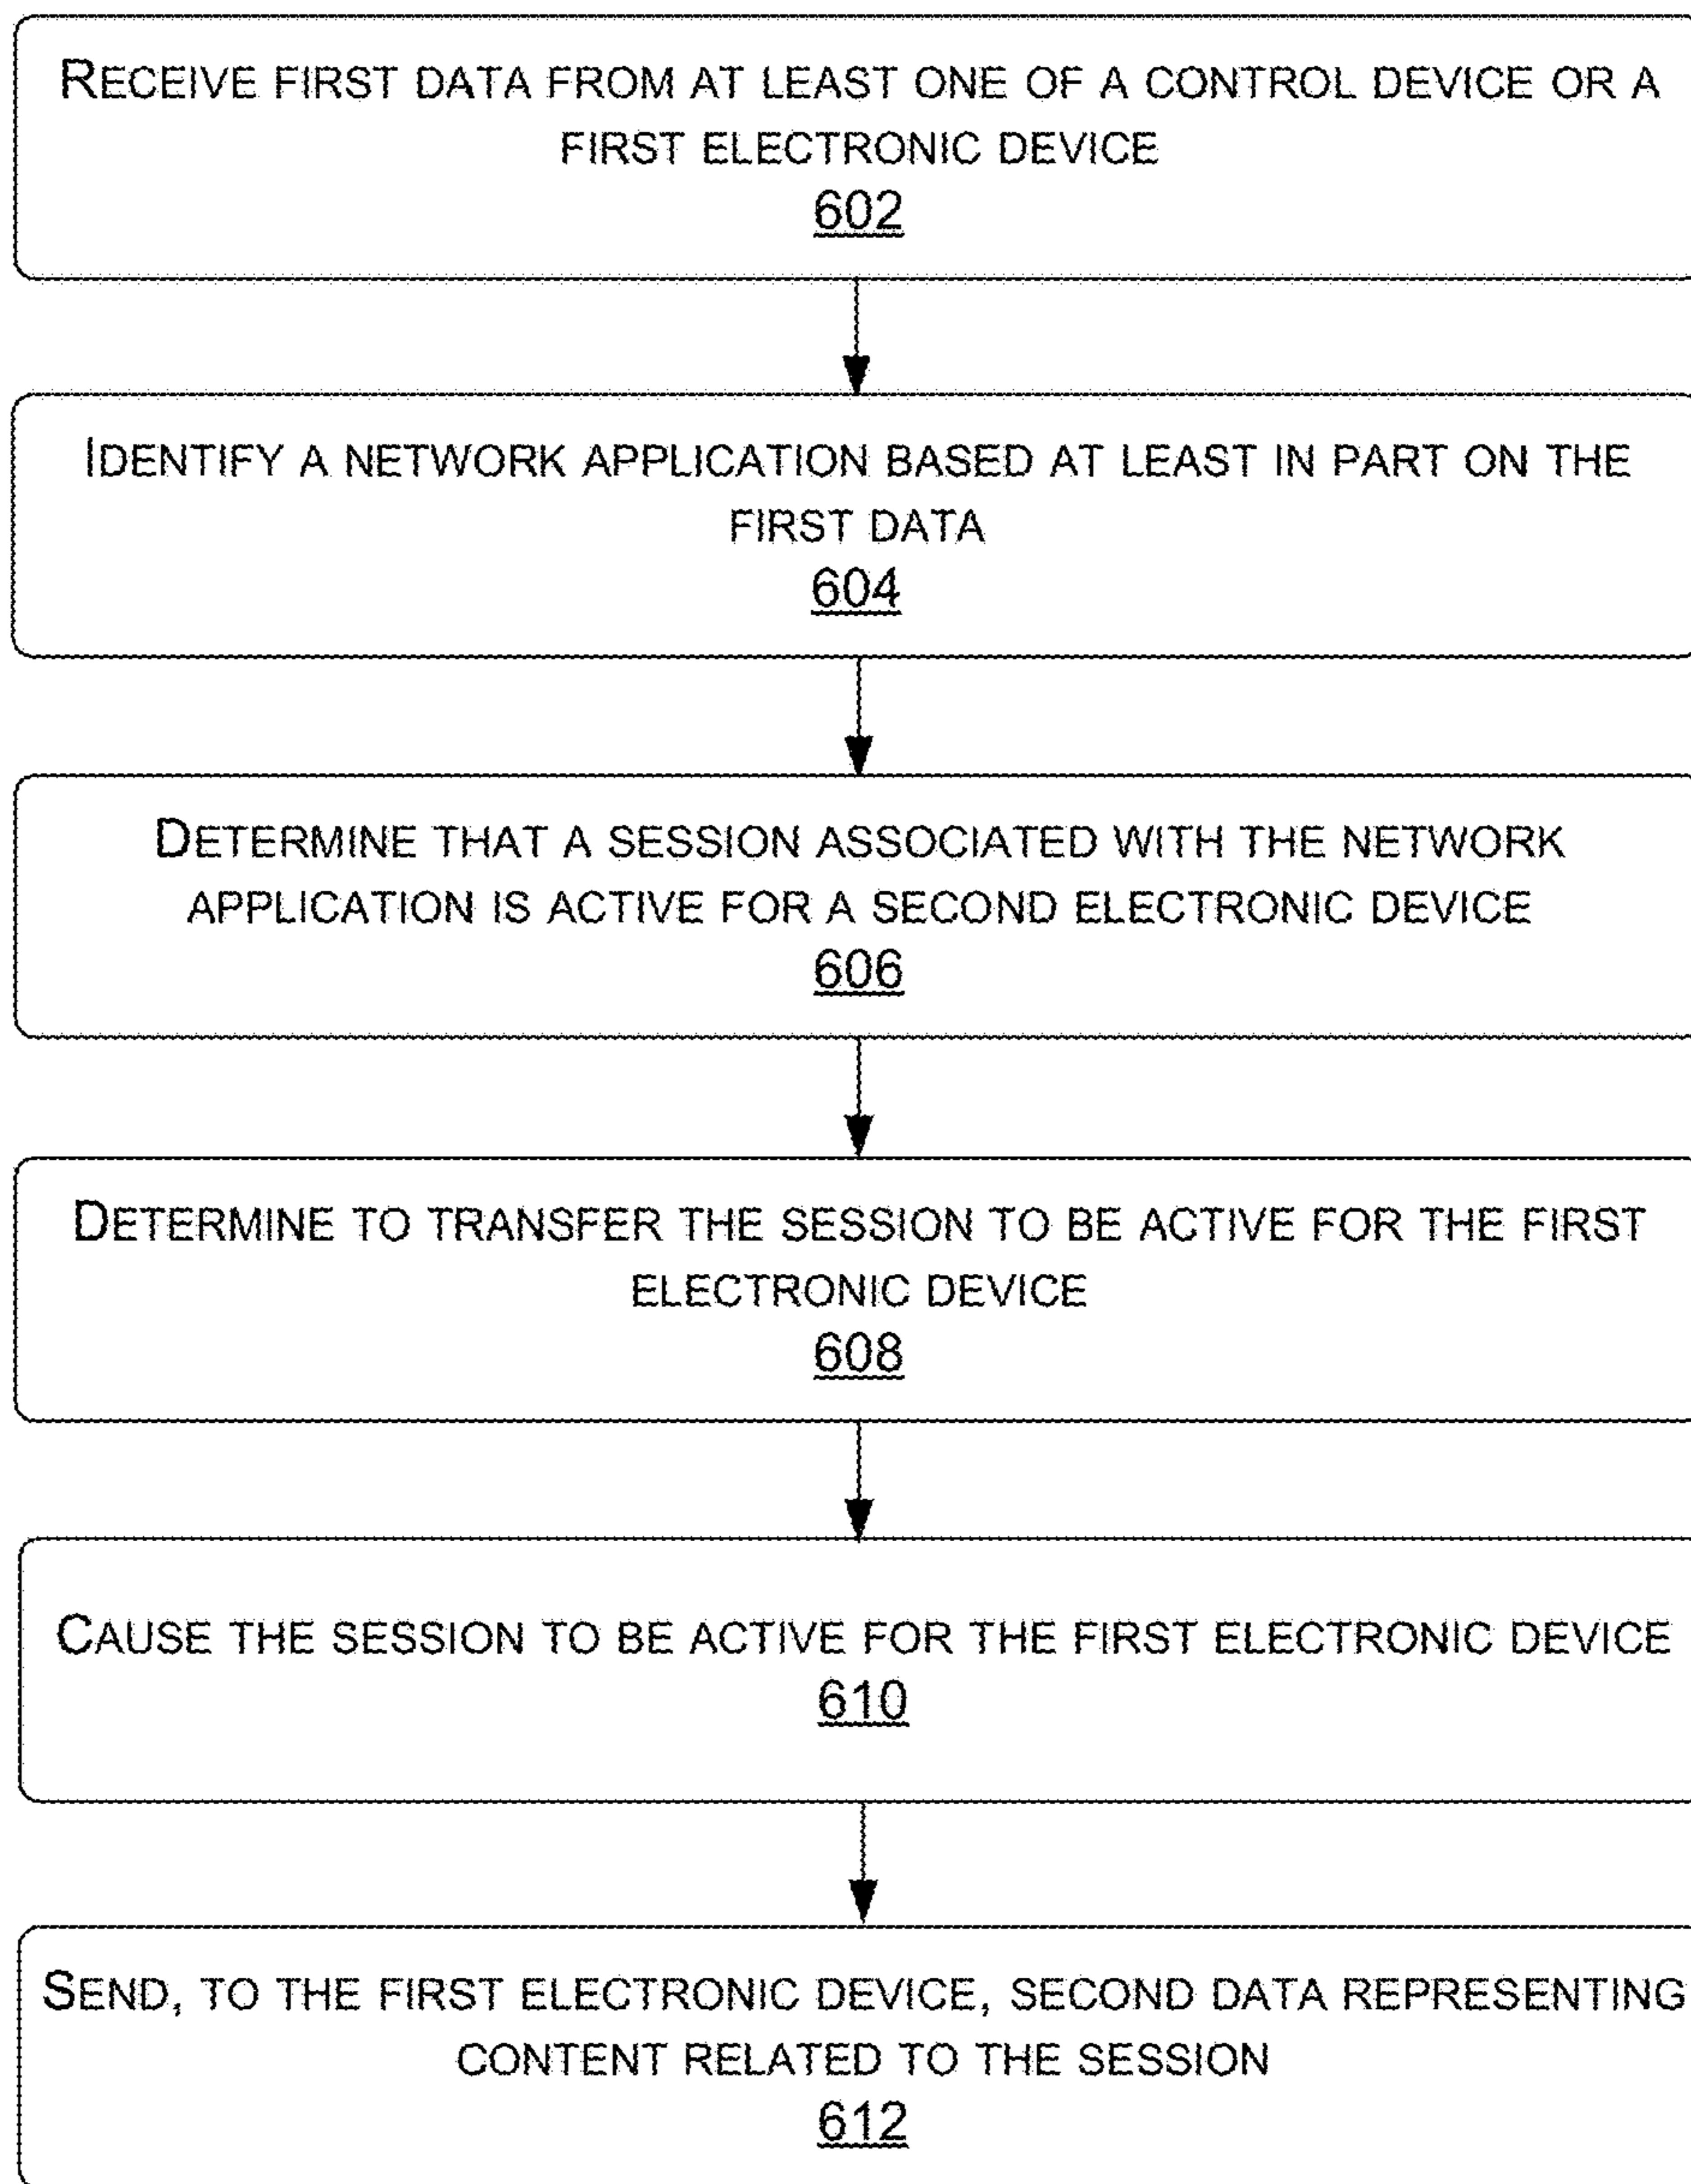 RECEIVE FIRST DATA FROM AT LEAST ONE OF A CONTROL DEVICE OR A
FIRST ELECTRONIC DEVICE
602
IDENTIFY A NETWORK APPLICATION BASED AT LEAST IN PART ON THE
FIRST DATA
604
DETERMINE THAT A SESSION ASSOCIATED WITH THE NETWORK
APPLICATION IS ACTIVE FOR A SECOND ELECTRONIC DEVICE
606
DETERMINE TO TRANSFER THE SESSION TO BE ACTIVE FOR THE FIRST
ELECTRONIC DEVICE
608
CAUSE THE SESSION TO BE ACTIVE FOR THE FIRST ELECTRONIC DEVICE
610
SEND, TO THE FIRST ELECTRONIC DEVICE, SECOND DATA REPRESENTING
CONTENT RELATED TO THE SESSION
612